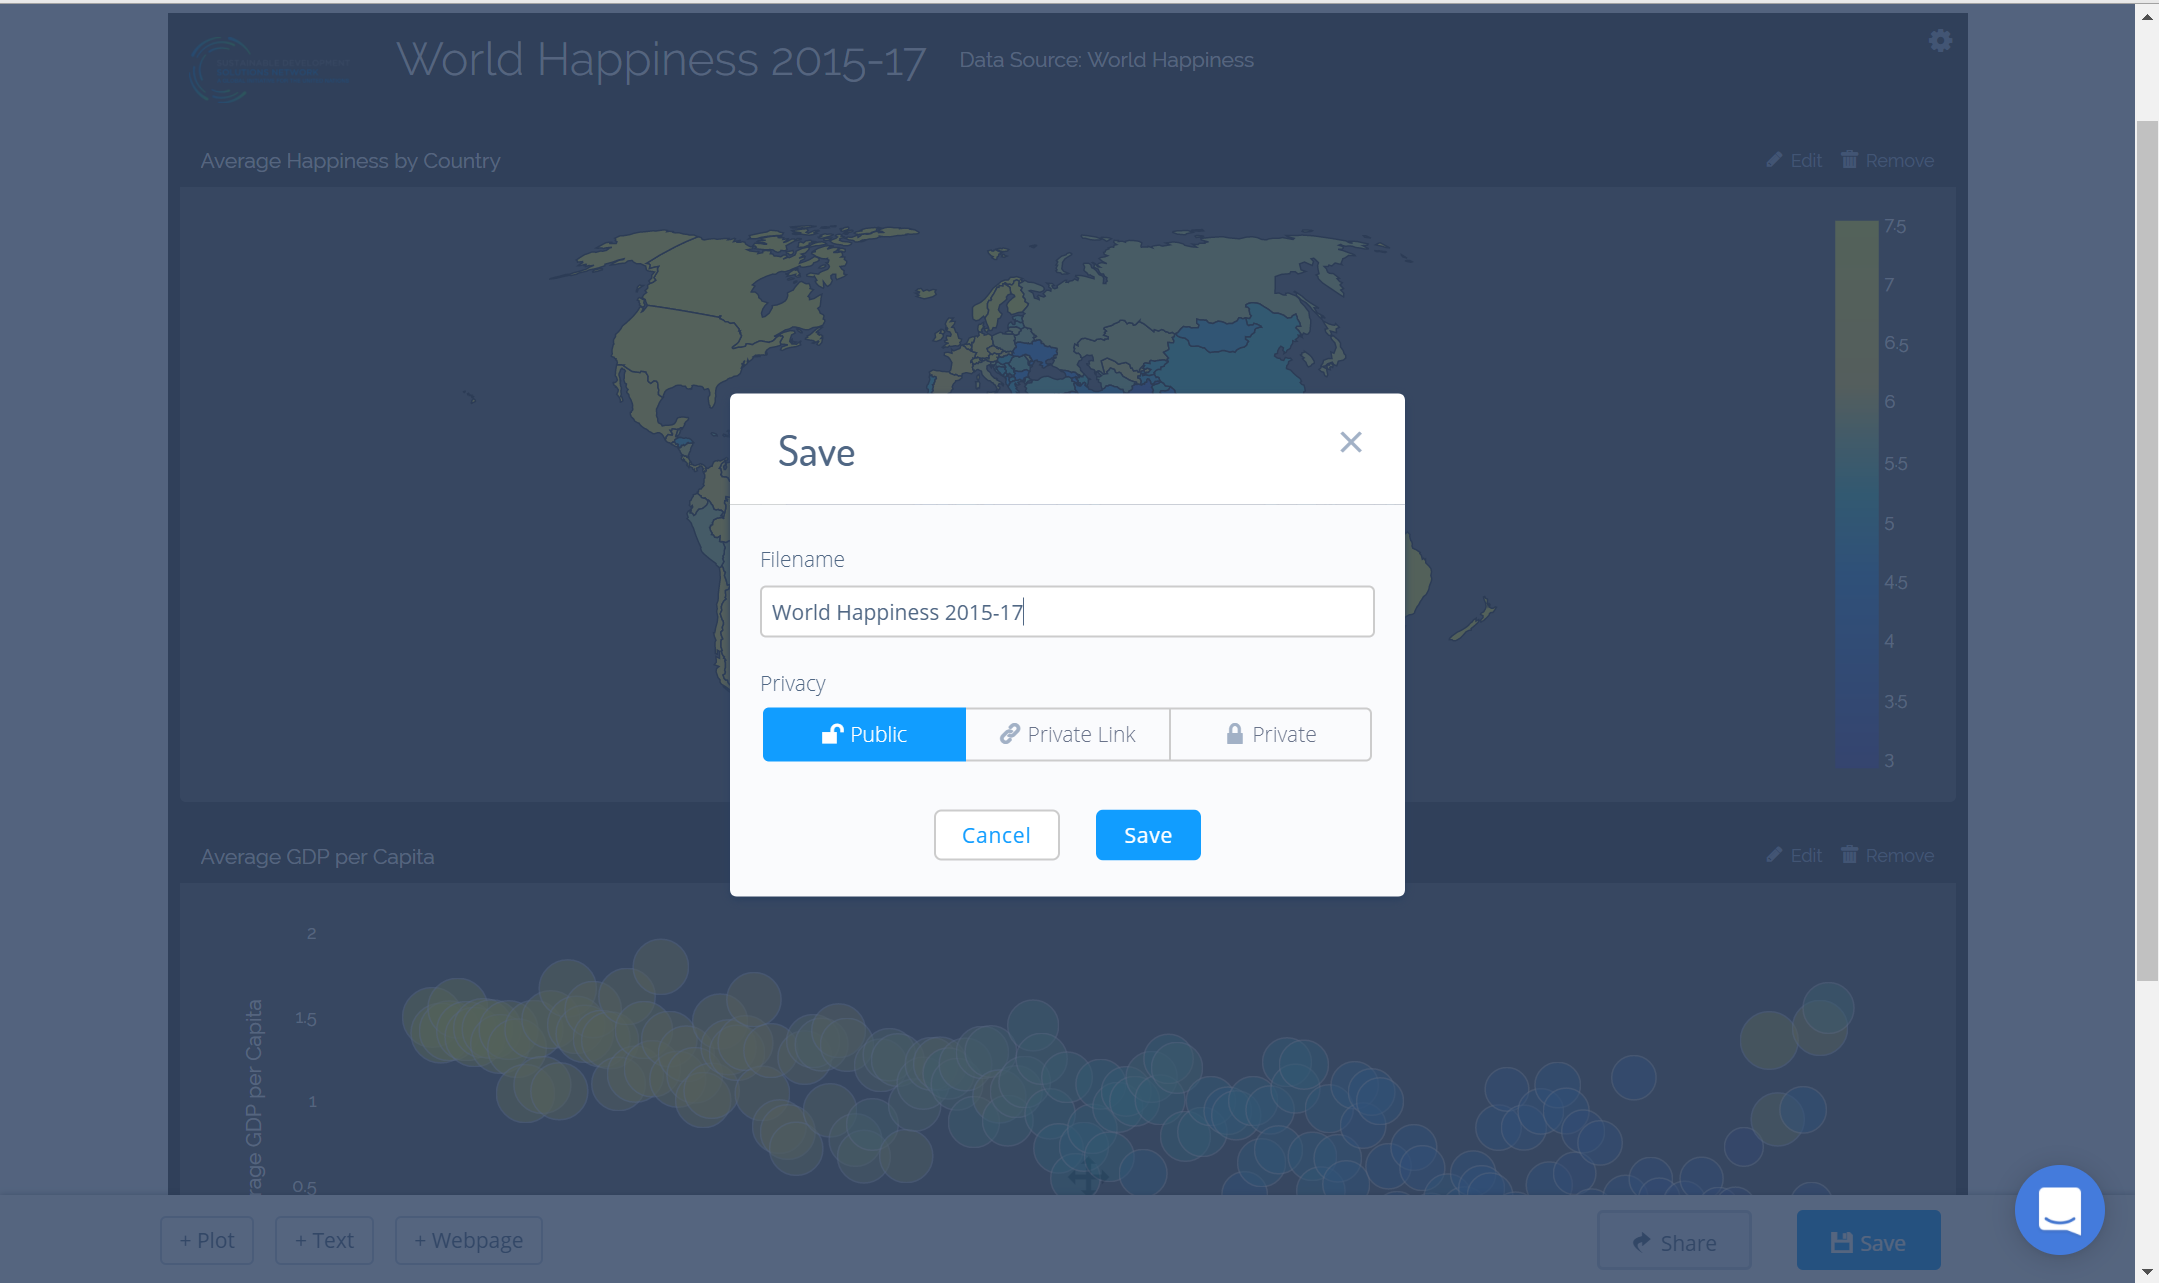 World Happiness 2015-17
Data Source: World Happiness
Average Happiness by Country
Edit
Remove
7.5
7
6.5
6
5.5
5
4.5
4
3.5
3
Save
Filename
World Happiness 2015-17
Privacy
Public
Private Link
Private
Cancel
Save
Average GDP per Capita
Edit
Remove
2
1.5
1
0.5
rage GDP per Capita
+ Plot
+ Text
+ Webpage
Share
Save